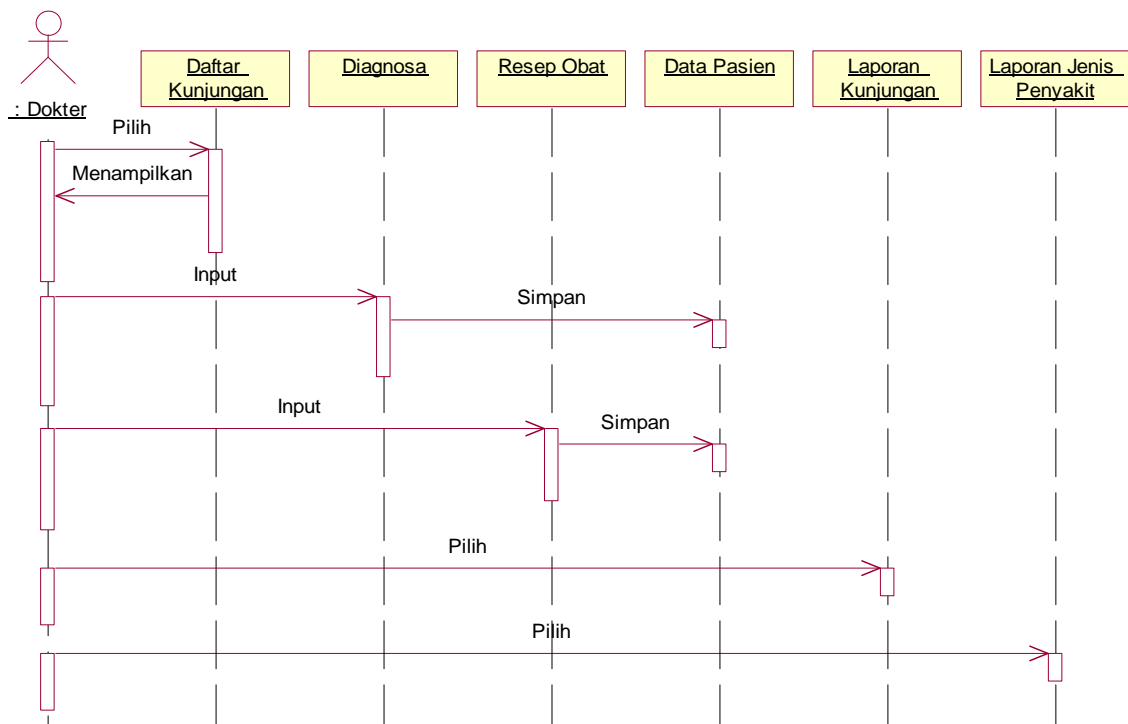 Daftar
Kunjungan
Diagnosa
Resep Obat
Data Pasien
Laporan
Kunjungan
Laporan Jenis
Penyakit
: Dokter
Pilih
Menampilkan
Input
Simpan
Input
Simpan
Pilih
Pilih